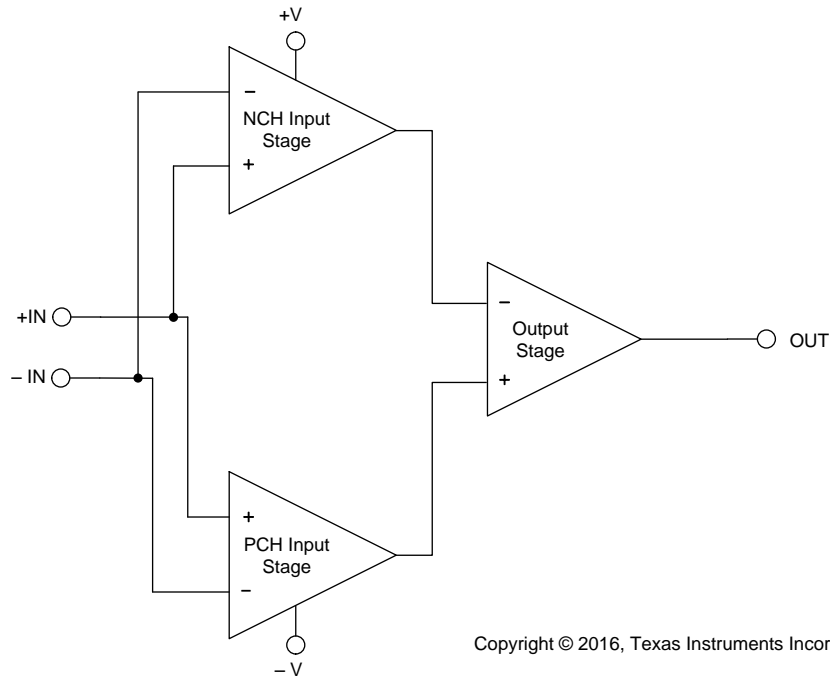 +V
−
NCH Input
Stage
+
+IN
− IN
−
Output
Stage
+
OUT
+
PCH Input
Stage
−
– V
Copyright © 2016, Texas Instruments Incor